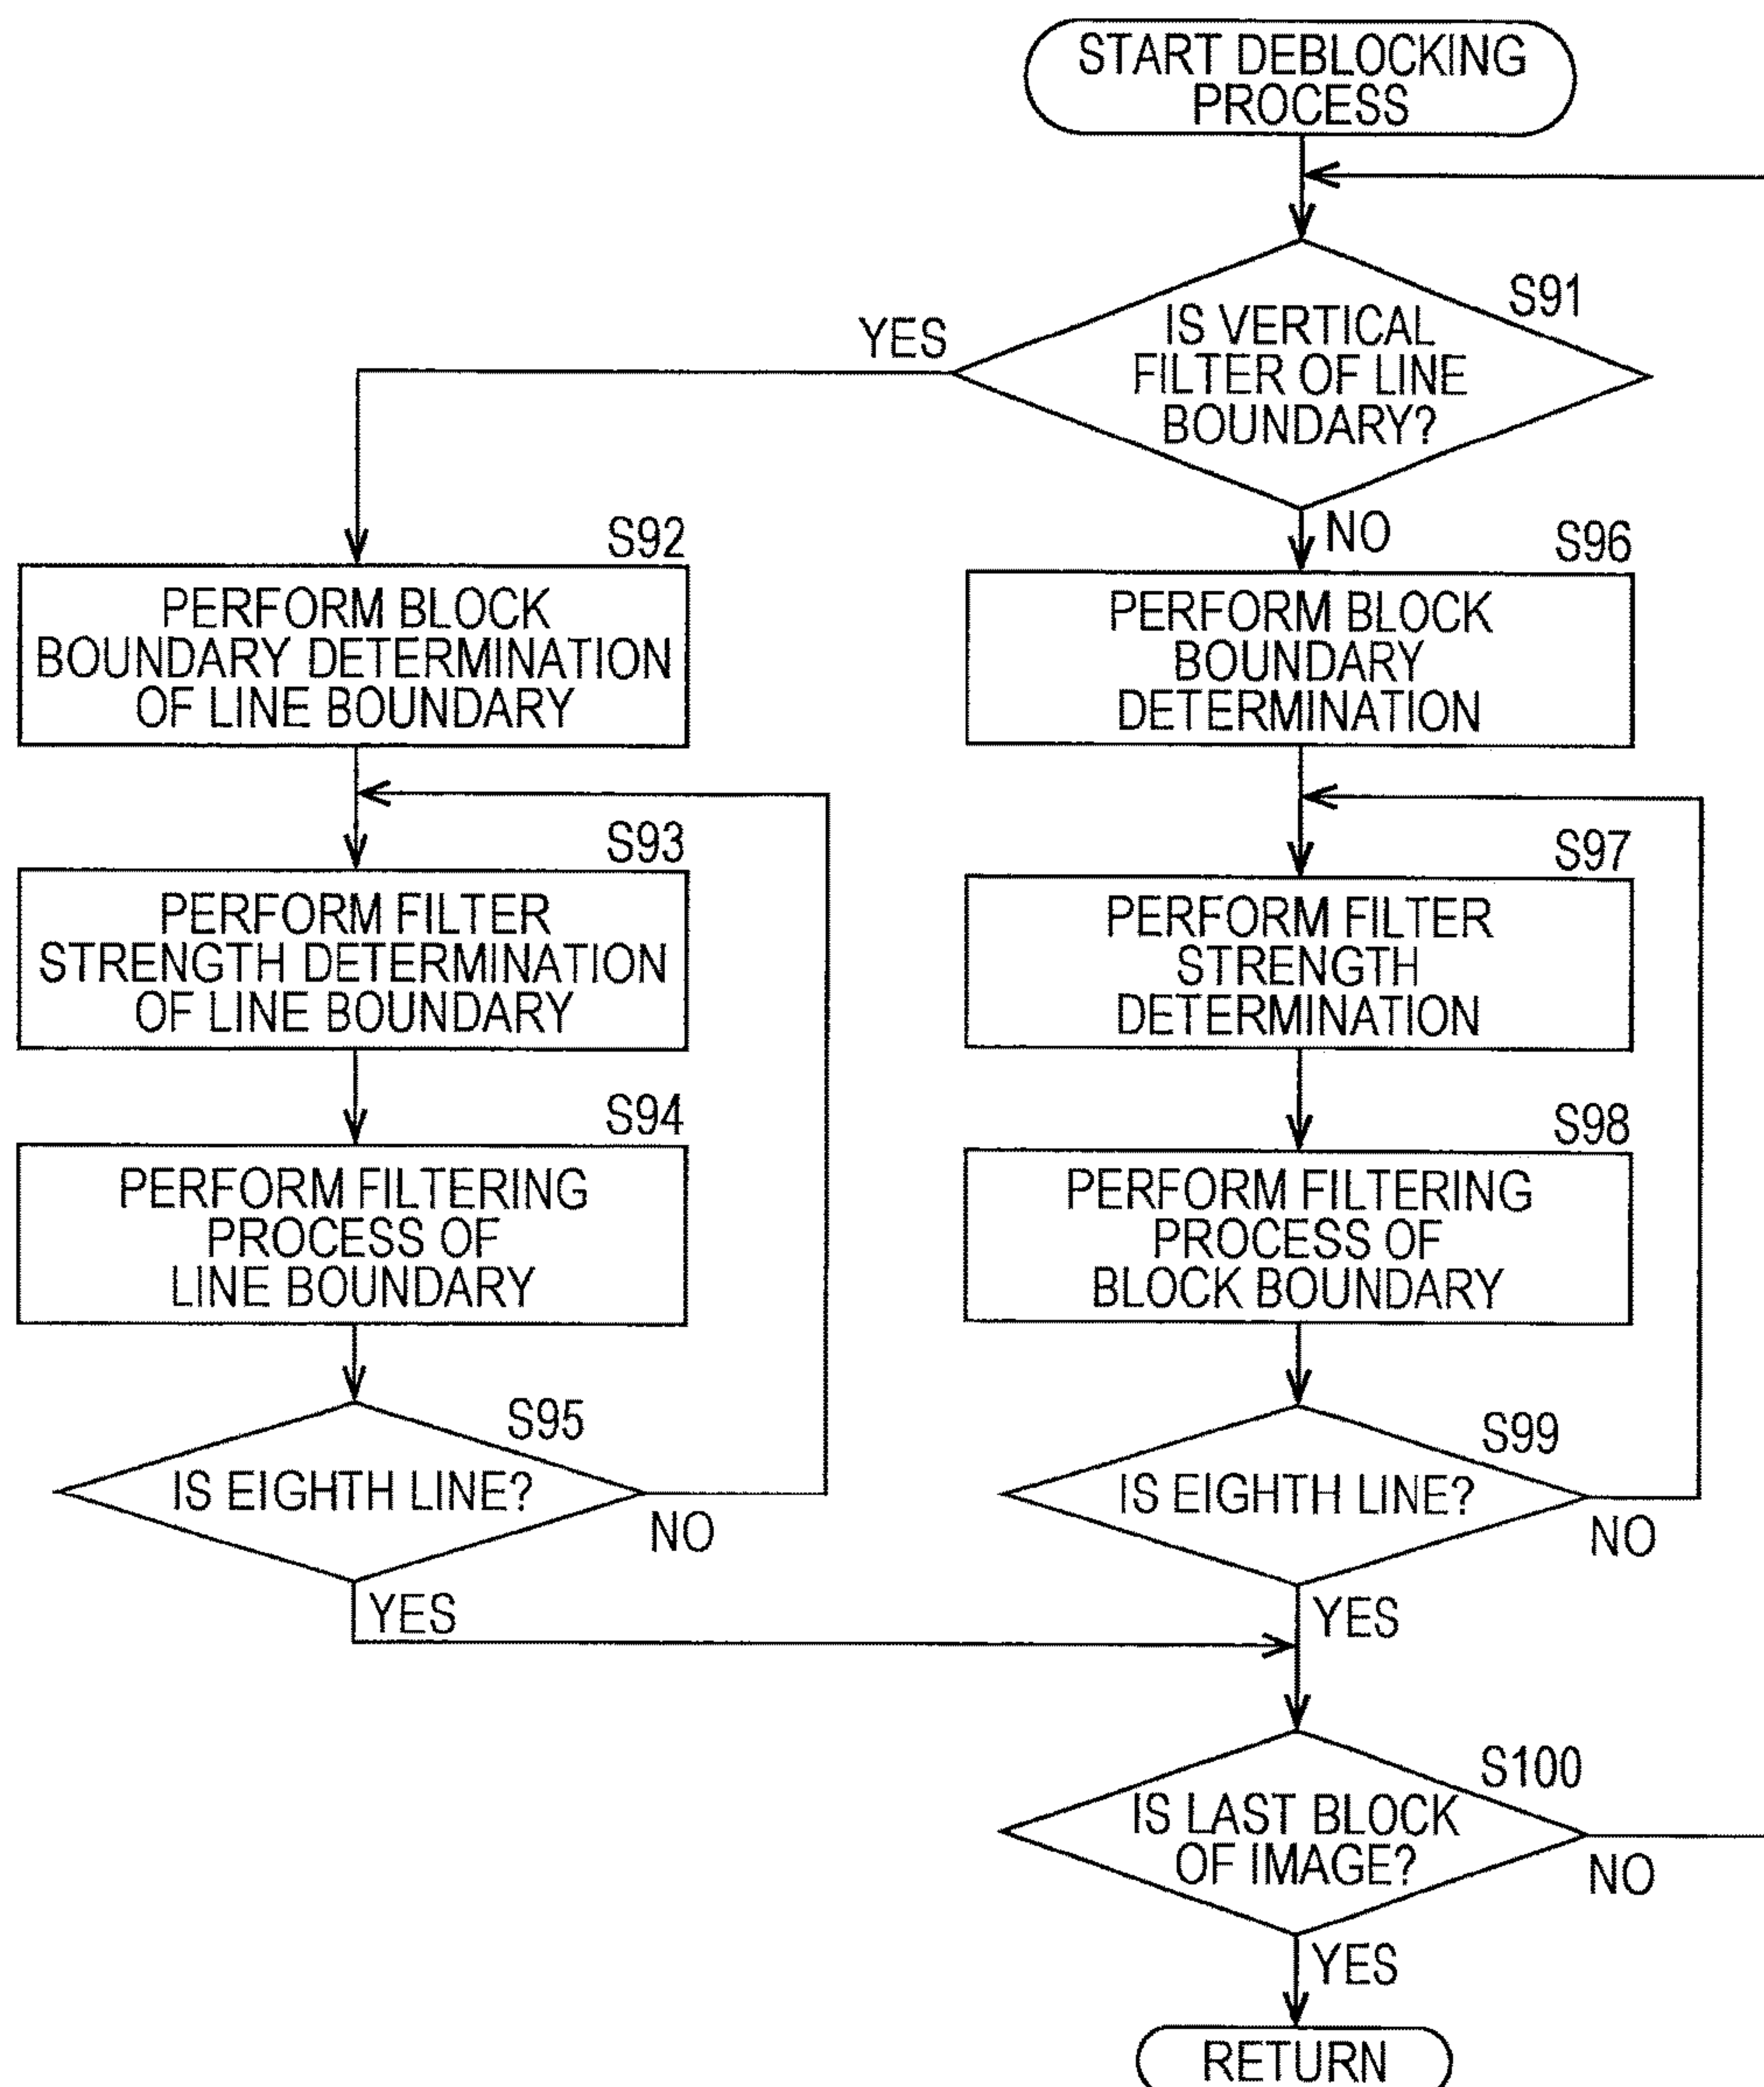 START DEBLOCKING
PROCESS
S91
IS VERTICAL
FILTER OF LINE
BOUNDARY?
YES
NO
S92
PERFORM BLOCK
BOUNDARY DETERMINATION
OF LINE BOUNDARY
S93
PERFORM FILTER
STRENGTH DETERMINATION
OF LINE BOUNDARY
S94
PERFORM FILTERING
PROCESS OF
LINE BOUNDARY
S95
IS EIGHTH LINE?
NO
YES
S96
PERFORM BLOCK
BOUNDARY
DETERMINATION
S97
PERFORM FILTER
STRENGTH
DETERMINATION
S98
PERFORM FILTERING
PROCESS OF
BLOCK BOUNDARY
S99
IS EIGHTH LINE?
NO
YES
S100
IS LAST BLOCK
OF IMAGE?
NO
YES
RETURN